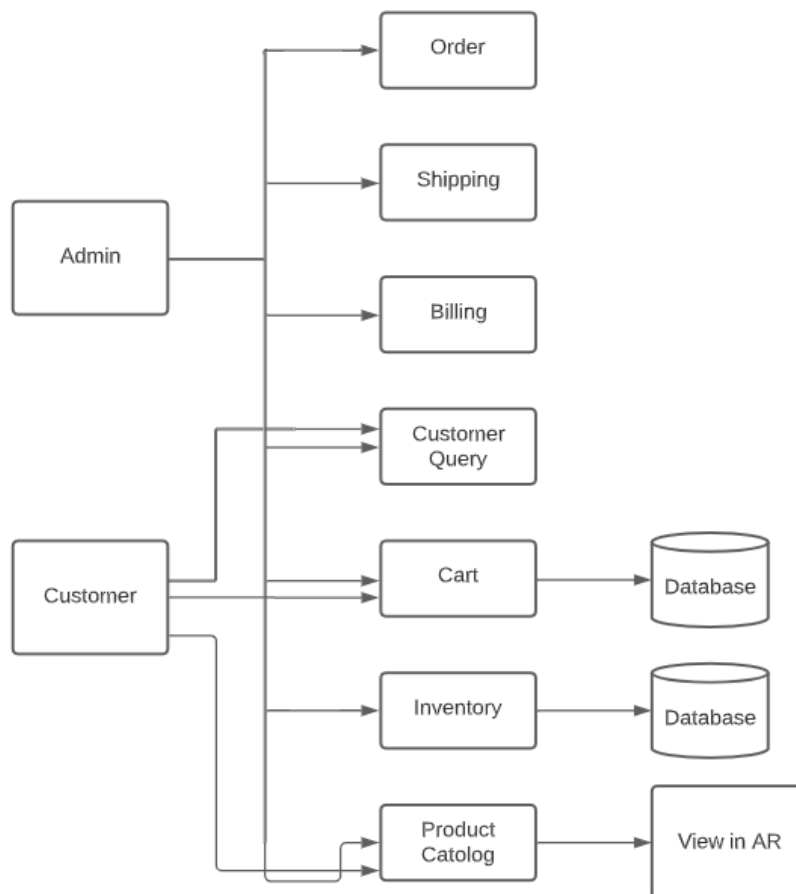 Order
Shipping
Admin
Billing
Customer
Query
Customer
Cart
Database
Inventory
Database
Product
Catolog
View in AR